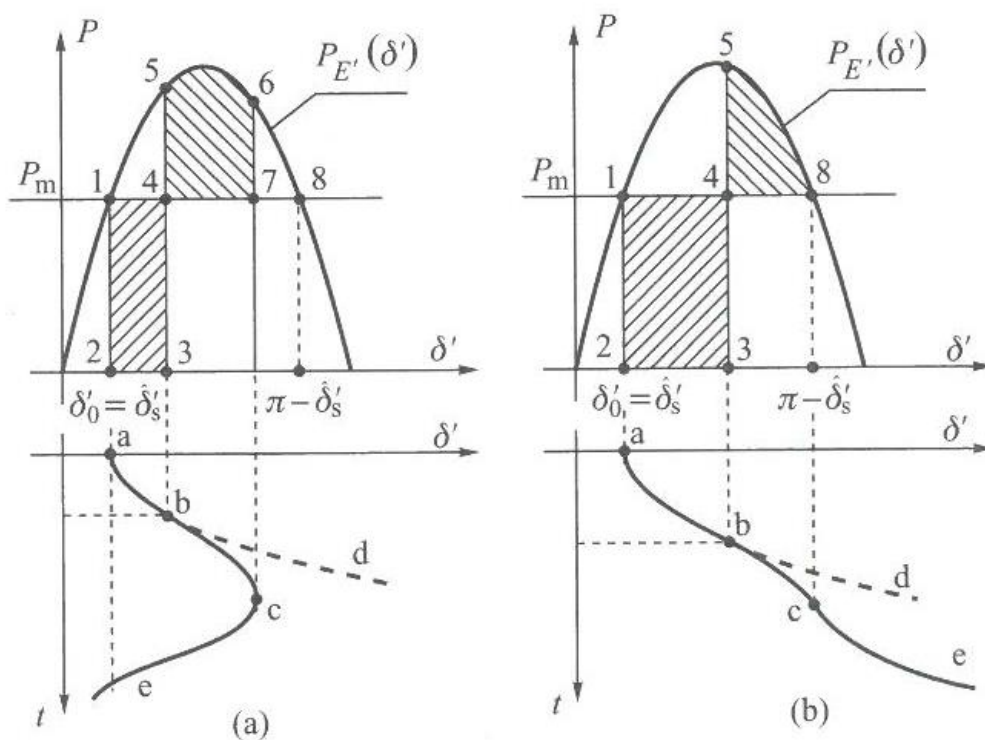 P
5
6
P_E'(δ')
P_m
1
4
7
8
2
3
δ'
δ'_0 = δ̂'_s
π − δ̂'_s
a
δ'
b
d
c
e
t
(a)
P
5
P_E'(δ')
P_m
1
4
8
2
3
δ'
δ'_0 = δ̂'_s
π − δ̂'_s
a
δ'
b
d
c
e
t
(b)